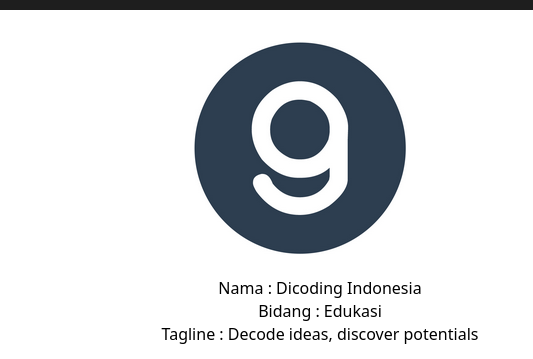 Nama : Dicoding Indonesia
Bidang : Edukasi
Tagline : Decode ideas, discover potentials